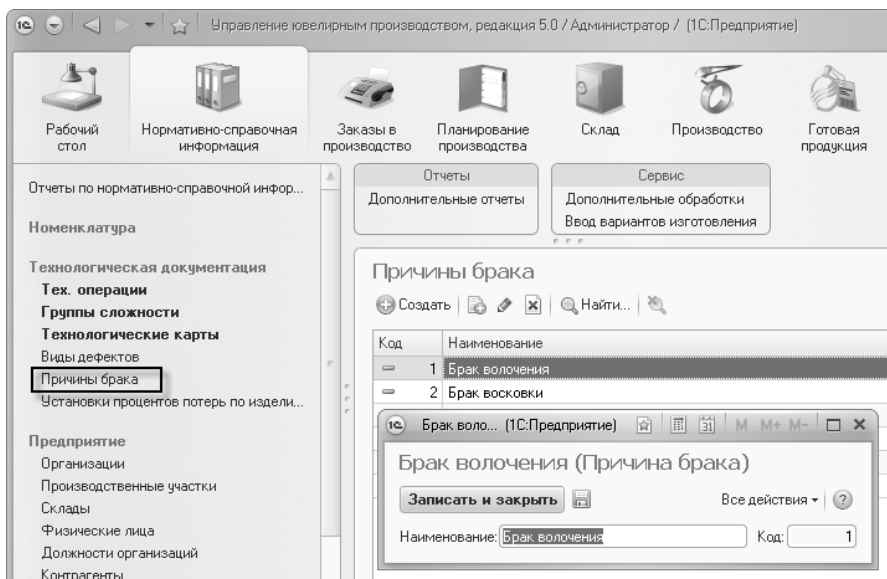 Управление ювелирным производством, редакция 5.0 / Администратор / (1С:Предприятие)
Рабочий стол
Нормативно-справочная информация
Заказы в производство
Планирование производства
Склад
Производство
Готовая продукция
Отчеты по нормативно-справочной инфор...
Номенклатура
Технологическая документация
Тех. операции
Группы сложности
Технологические карты
Виды дефектов
Причины брака
Установки процентов потерь по издели...
Предприятие
Организации
Производственные участки
Склады
Физические лица
Должности организаций
Контрагенты
Отчеты
Дополнительные отчеты
Сервис
Дополнительные обработки
Ввод вариантов изготовления
Причины брака
Создать
Найти...
Код Наименование
1 Брак волочения
2 Брак восковки
Брак воло... (1С:Предприятие) 31 M M+ M-
Брак волочения (Причина брака)
Записать и закрыть Все действия ?
Наименование: Брак волочения Код: 1